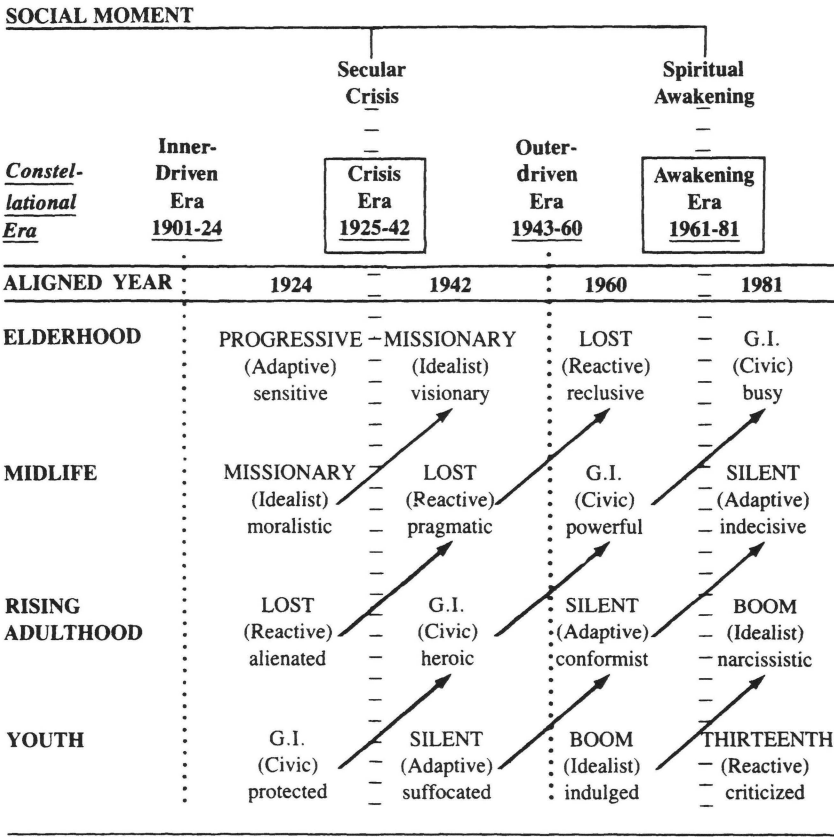 SOCIAL MOMENT
Secular Spiritual
Crisis Awakening
Inner- Outer-
Constel- Driven Crisis driven Awakening
lational Era Era Era Era
Era 1901-24 1925-42 1943-60 1961-81
ALIGNED YEAR 1924 1942 1960 1981
ELDERHOOD PROGRESSIVE MISSIONARY LOST G.I.
(Adaptive) (Idealist) (Reactive) (Civic)
sensitive visionary reclusive busy
MIDLIFE MISSIONARY LOST G.I. SILENT
(Idealist) (Reactive) (Civic) (Adaptive)
moralistic pragmatic powerful indecisive
RISING LOST G.I. SILENT BOOM
ADULTHOOD (Reactive) (Civic) (Adaptive) (Idealist)
alienated heroic conformist narcissistic
YOUTH G.I. SILENT BOOM THIRTEENTH
(Civic) (Adaptive) (Idealist) (Reactive)
protected suffocated indulged criticized